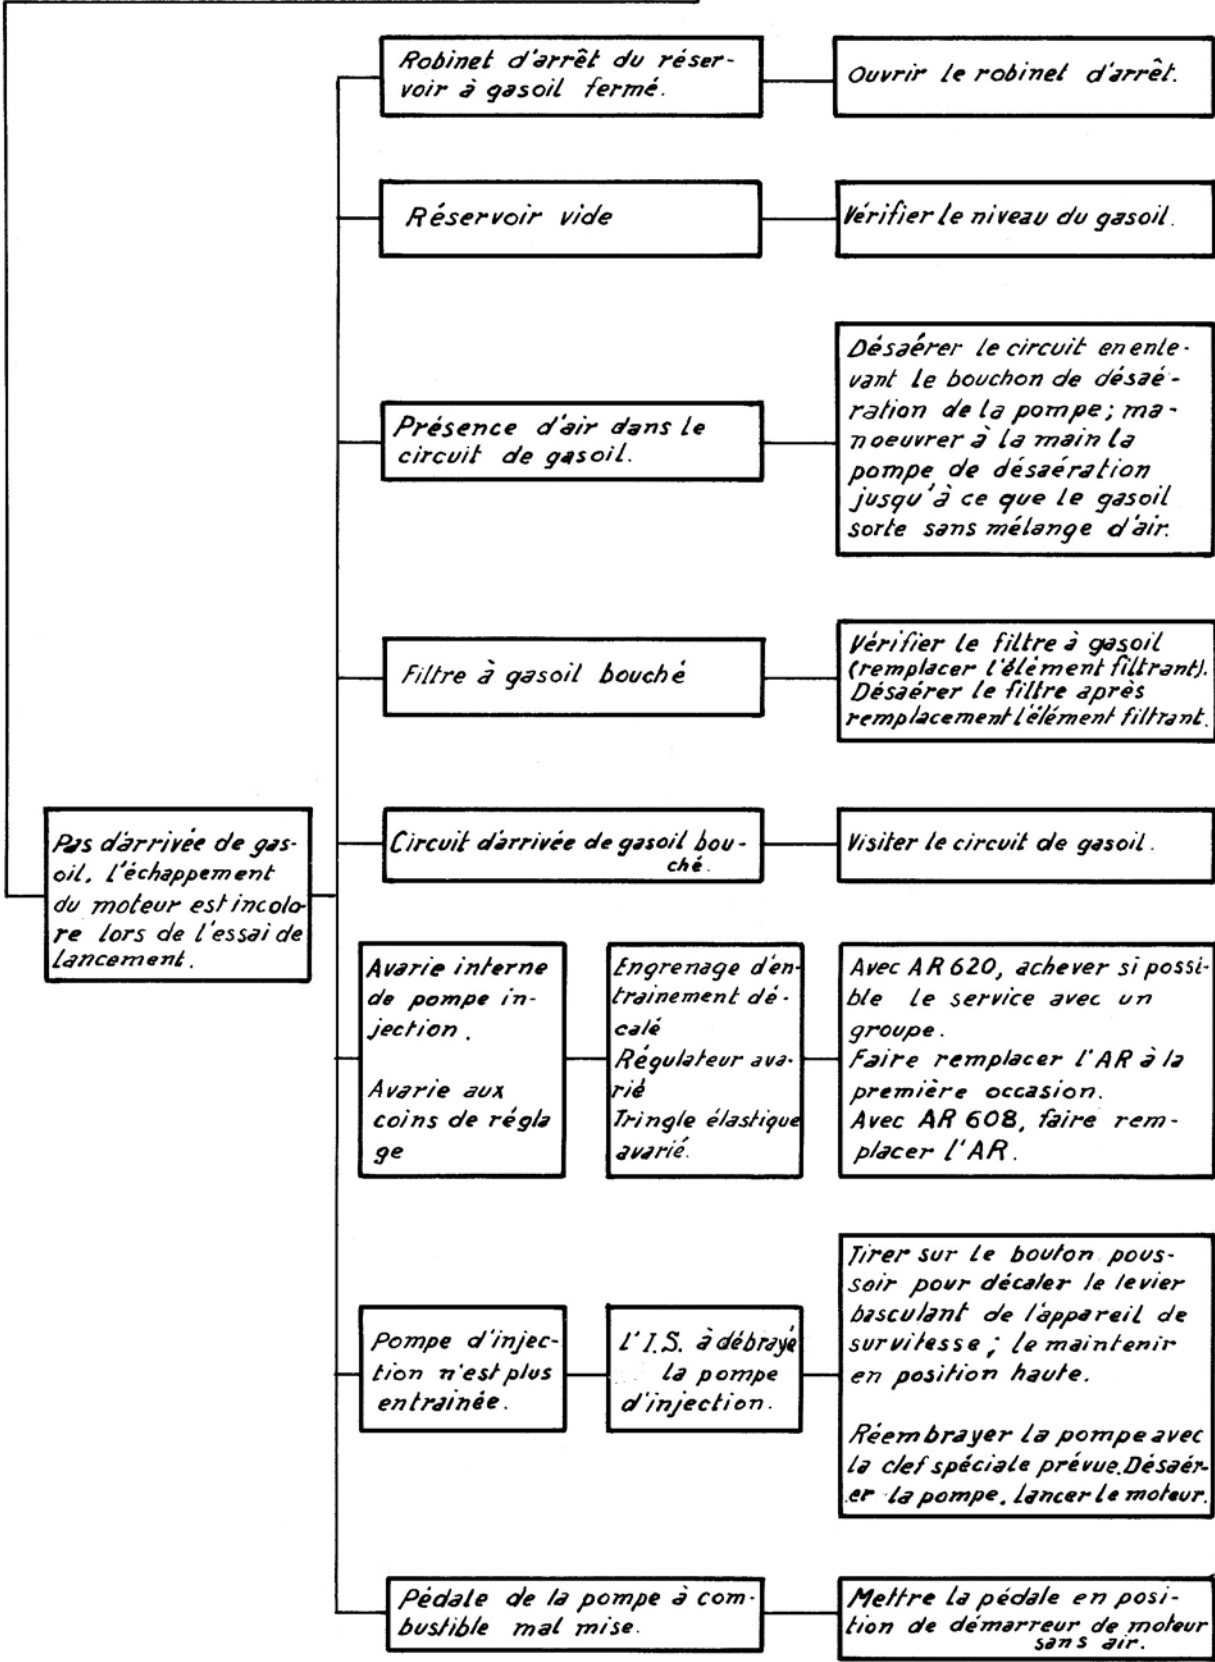 Robinet d'arrêt du réser-
voir à gasoil fermé.
Ouvrir le robinet d'arrêt.
Réservoir vide
Vérifier le niveau du gasoil.
Présence d'air dans le
circuit de gasoil.
Désaérer le circuit en enle-
vant le bouchon de désaé-
ration de la pompe; ma-
noeuvrer à la main la
pompe de désaération
jusqu'à ce que le gasoil
sorte sans mélange d'air.
Filtre à gasoil bouché
Vérifier le filtre à gasoil
(remplacer l'élément filtrant).
Désaérer le filtre après
remplacement l'élément filtrant.
Pas d'arrivée de gas-
oil, l'échappement
du moteur est incolo-
re lors de l'essai de
lancement.
Circuit d'arrivée de gasoil bou-
ché.
Visiter le circuit de gasoil.
Avarie interne
de pompe in-
jection.
Avarie aux
coins de régla
ge
Engrenage d'en-
trainement dé-
calé
Régulateur ava-
rié
Tringle élastique
avarié.
Avec AR 620, achever si possi-
ble le service avec un
groupe.
Faire remplacer l'AR à la
première occasion.
Avec AR 608, faire rem-
placer l'AR.
Pompe d'injec-
tion n'est plus
entrainée.
L'I.S. à débrayé
la pompe
d'injection.
Tirer sur le bouton pous-
soir pour décaler le levier
basculant de l'appareil de
survitesse; le maintenir
en position haute.
Réembrayer la pompe avec
la clef spéciale prévue. Désaér-
er la pompe, lancer le moteur.
Pédale de la pompe à com-
bustible mal mise.
Mettre la pédale en posi-
tion de démarreur de moteur
sans air.